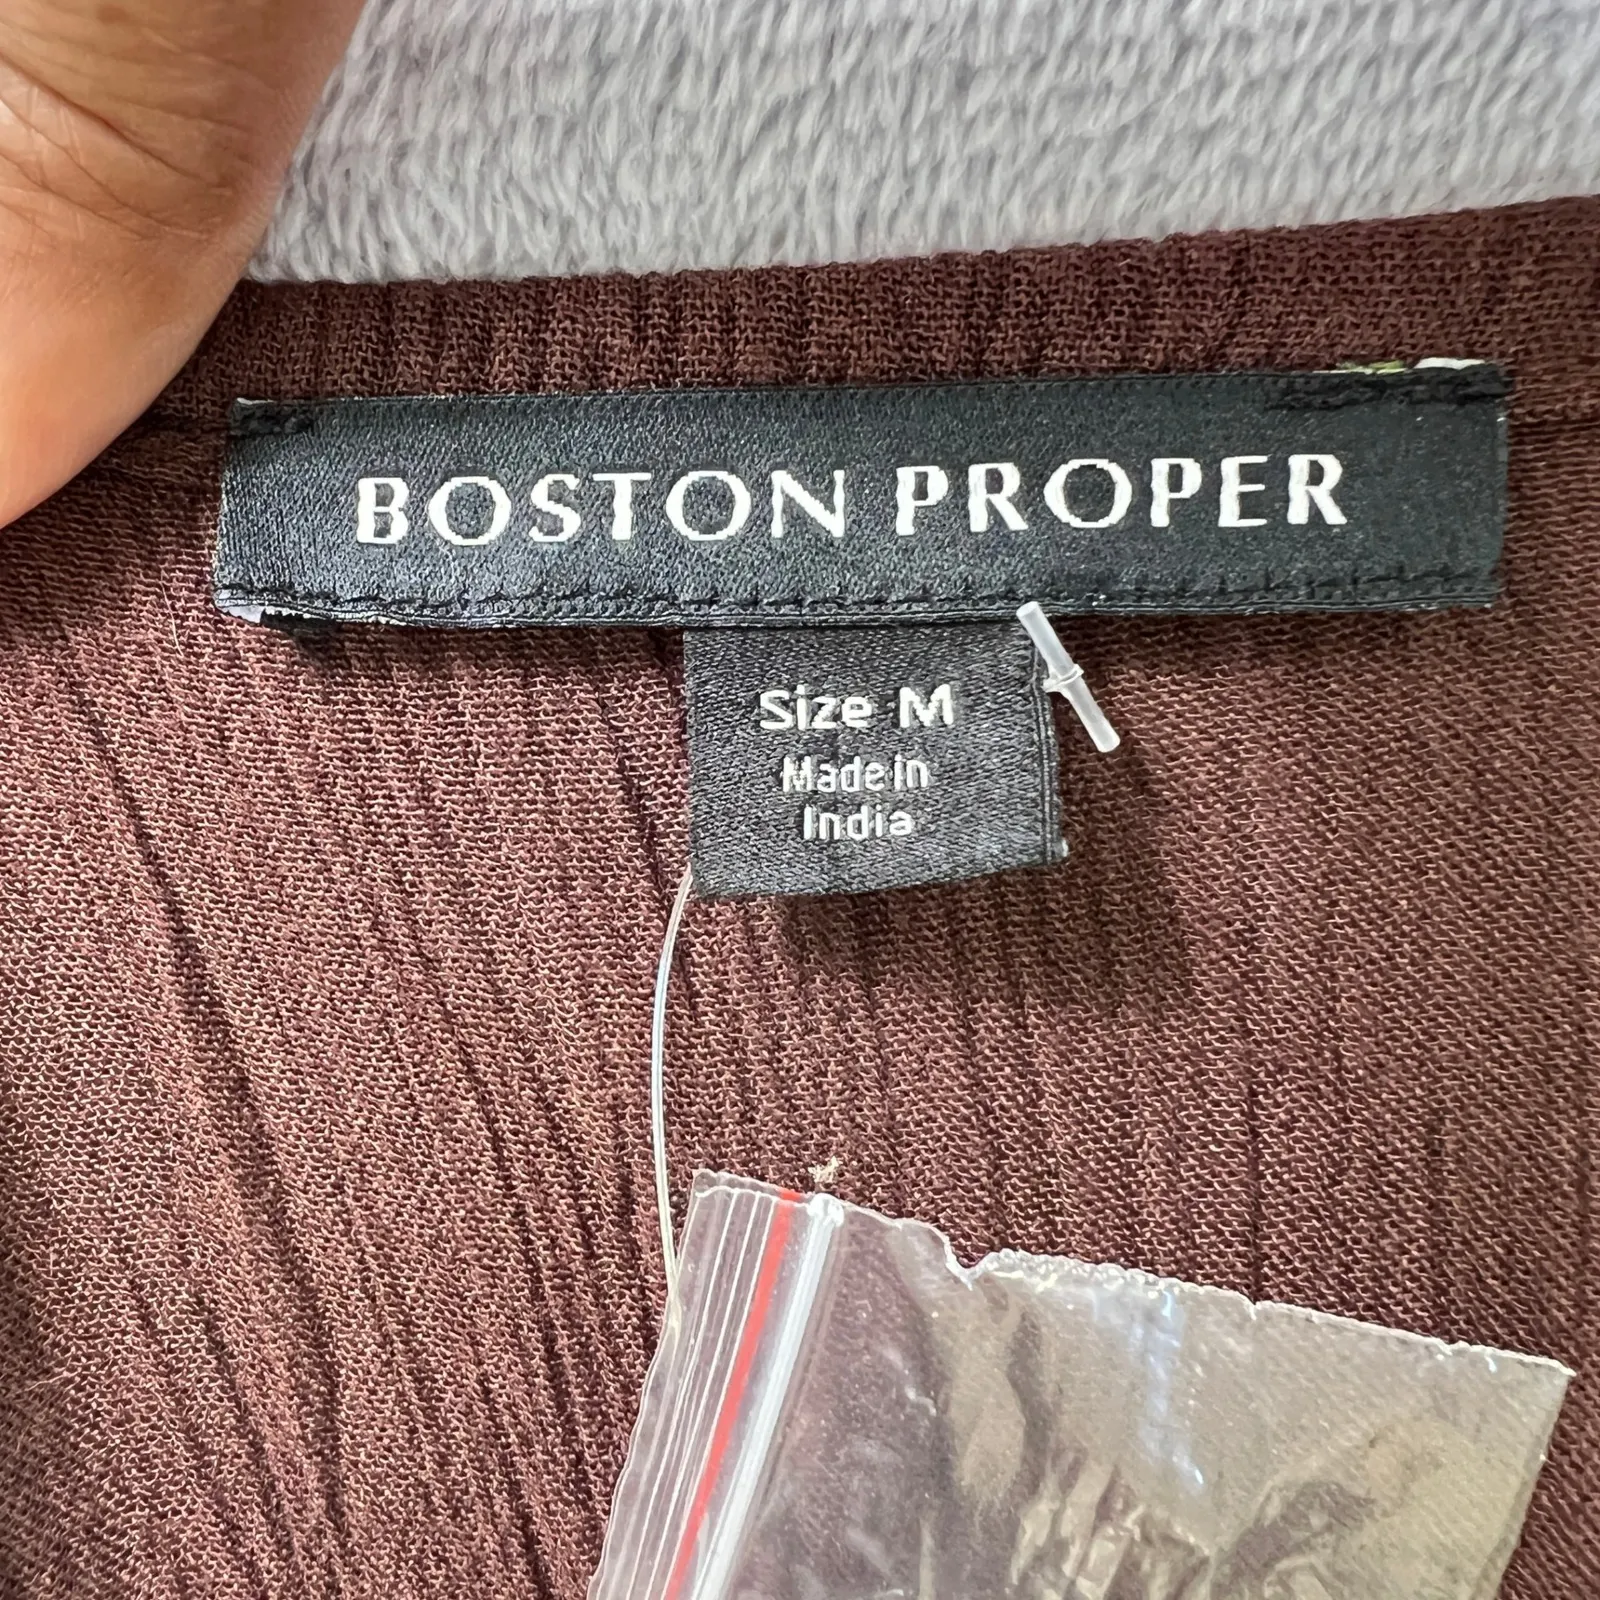 BOSTON PROPER
Size M
Made in
India